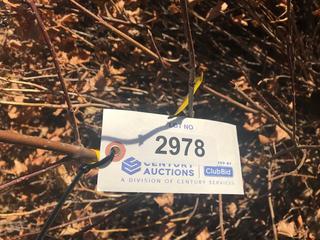 LOT NO
2978
CENTURY
AUCTIONS
ClubBid
A DIVISION OF CENTURY SERVICES